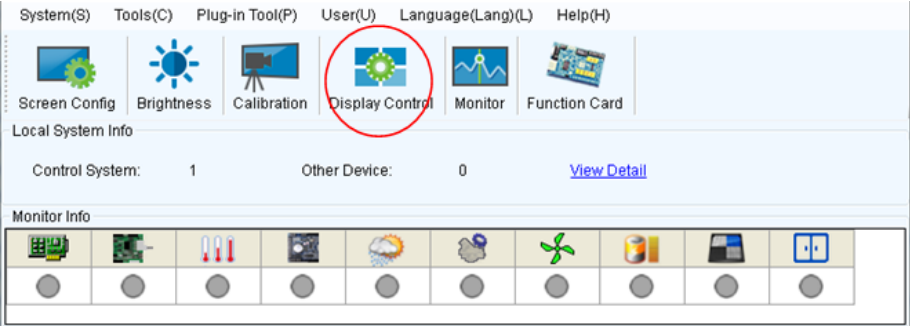 System(S) Tools(C) Plug-in Tool(P) User(U) Language(Lang)(L) Help(H)
Screen Config Brightness Calibration Display Control Monitor Function Card
Local System Info
Control System: 1 Other Device: 0 View Detail
Monitor Info